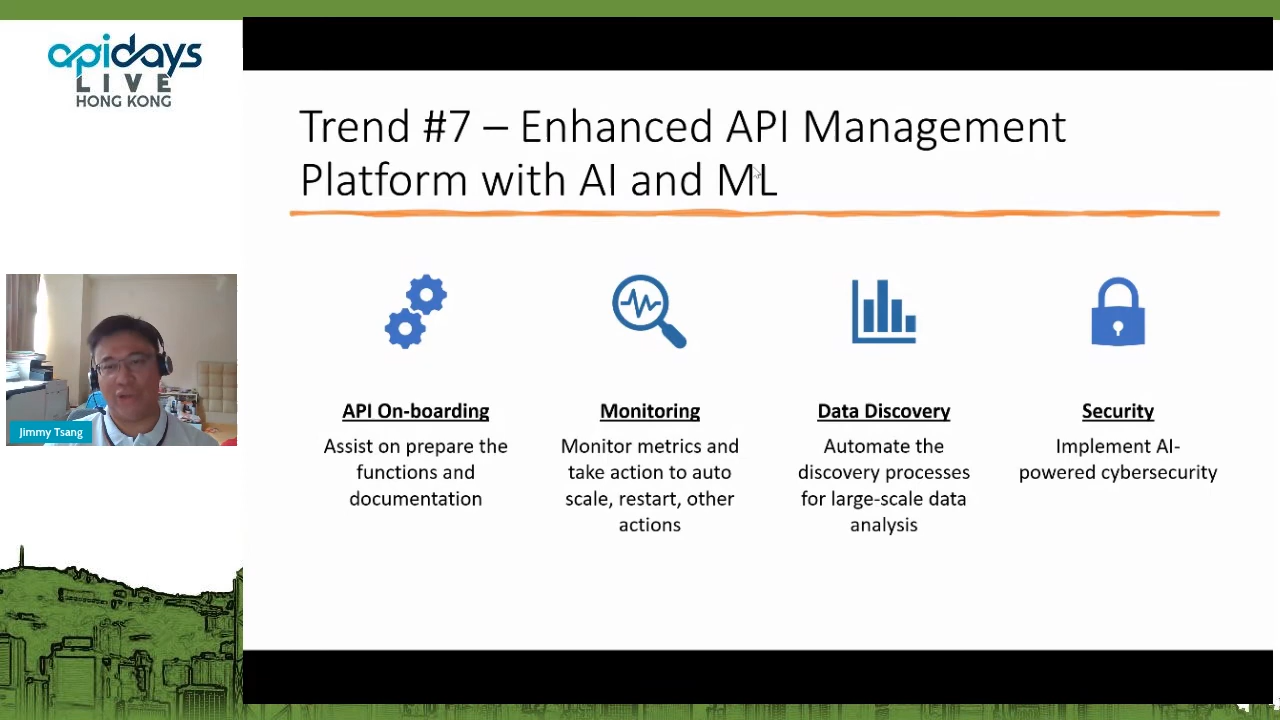 apidays
LIVE
HONG KONG
Trend #7 – Enhanced API Management
Platform with AI and ML
Jimmy Tsang
API On-boarding
Assist on prepare the
functions and
documentation
Monitoring
Monitor metrics and
take action to auto
scale, restart, other
actions
Data Discovery
Automate the
discovery processes
for large-scale data
analysis
Security
Implement AI-
powered cybersecurity